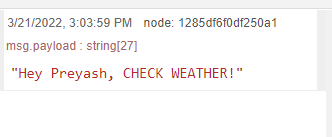 3/21/2022, 3:03:59 PM node: 1285df6f0df250a1
msg.payload : string[27]
"Hey Preyash, CHECK WEATHER!"